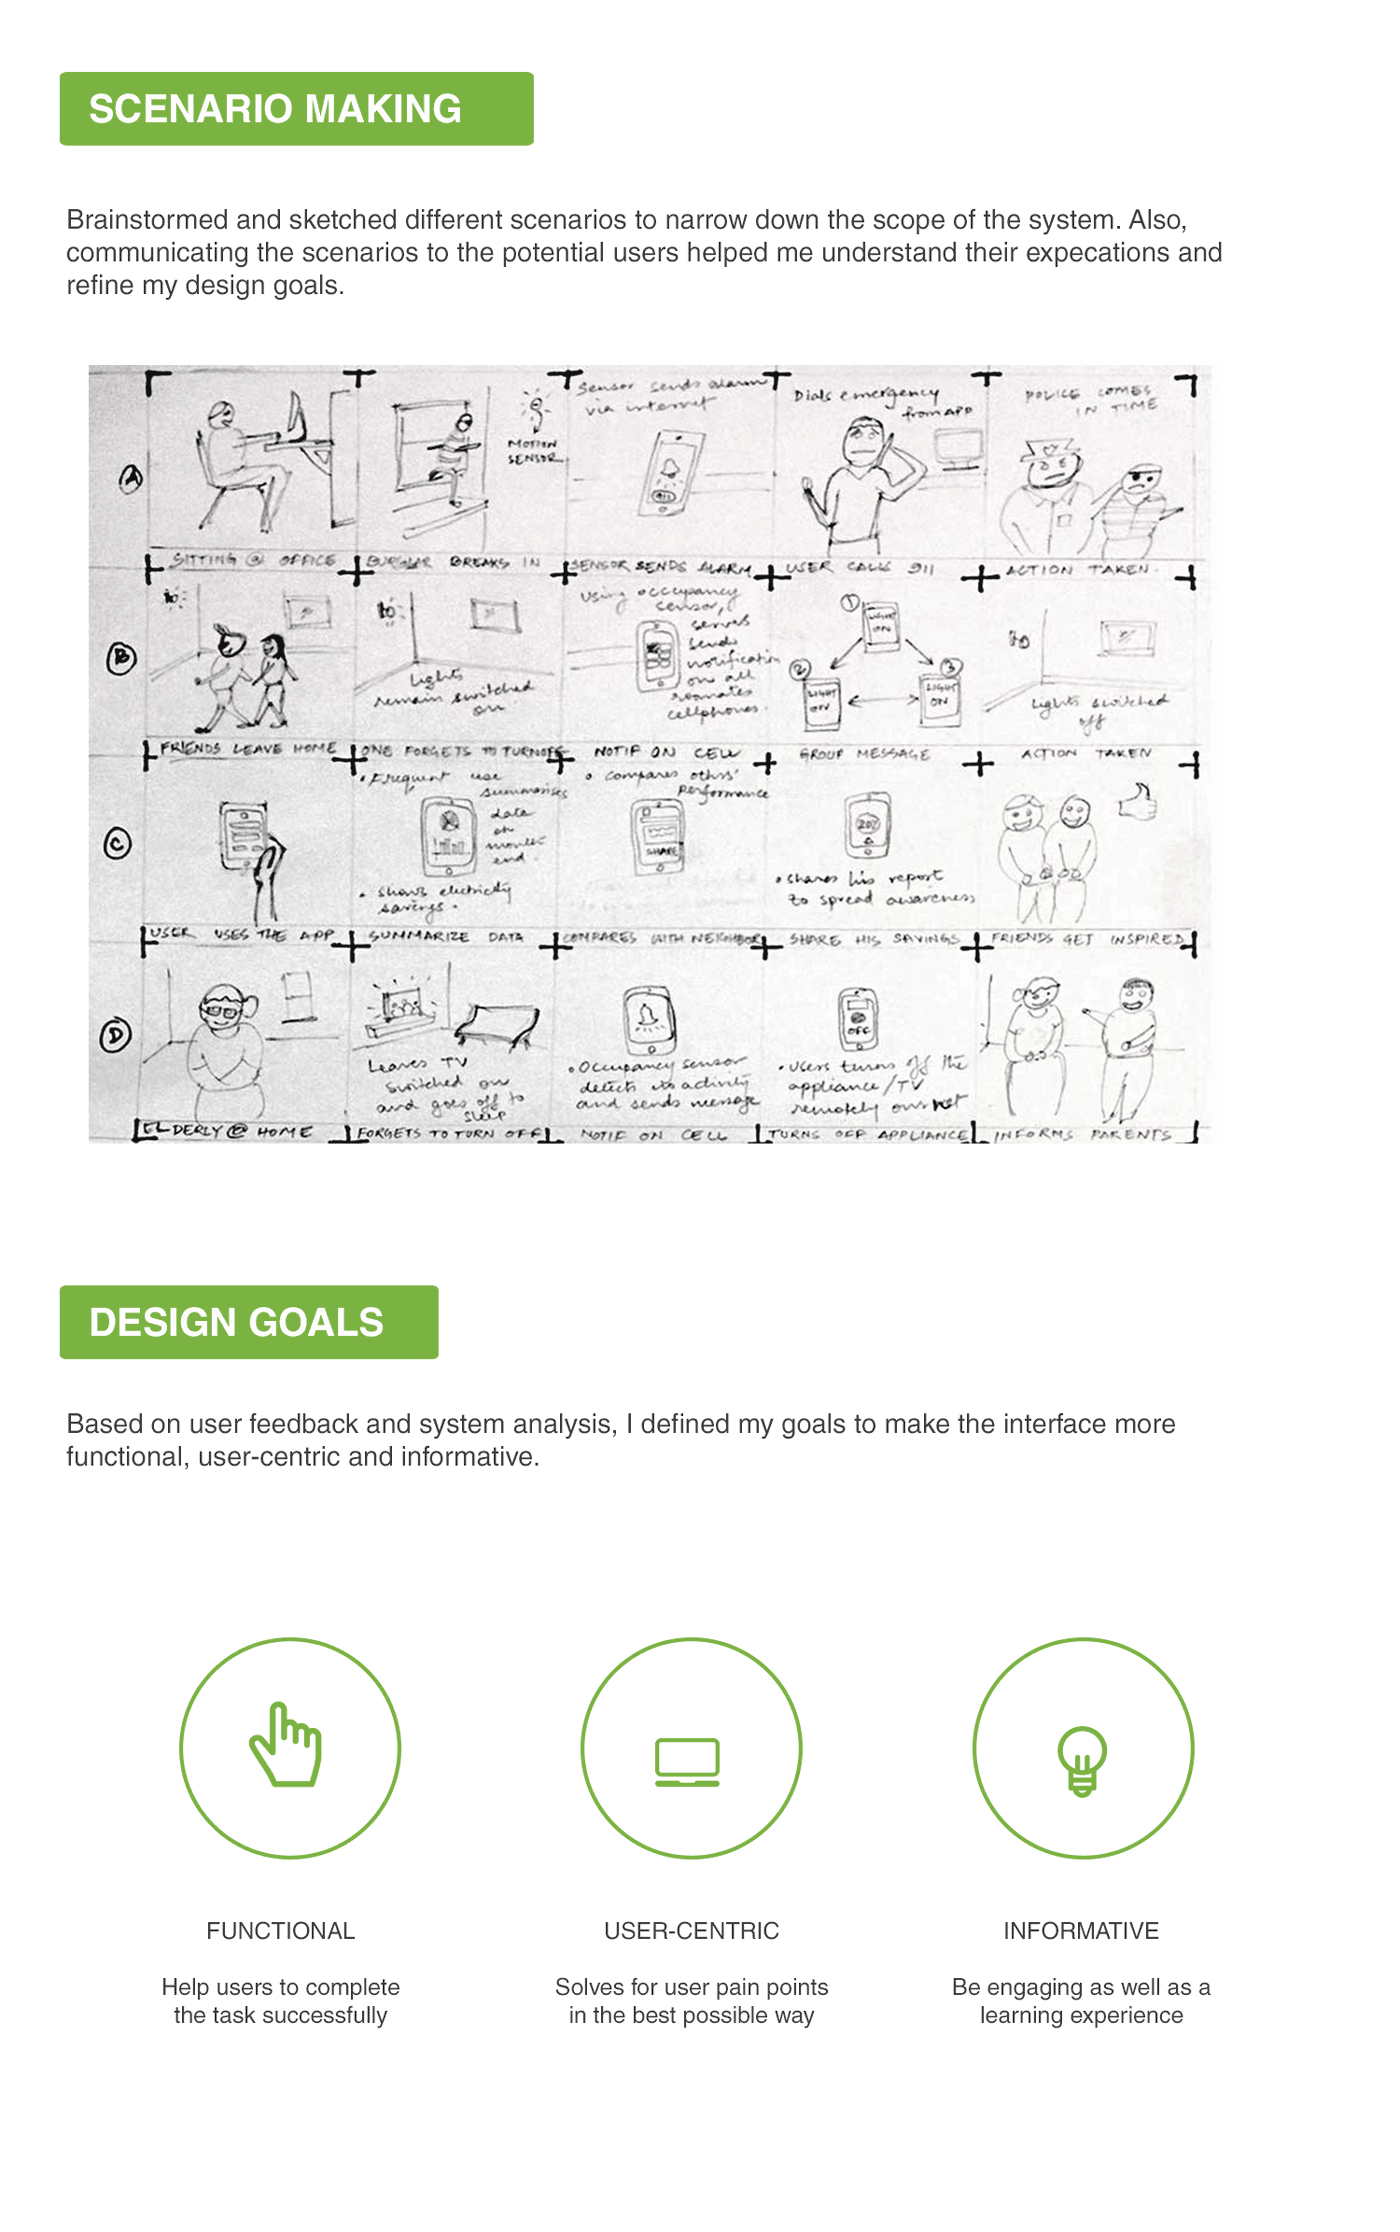 SCENARIO MAKING
Brainstormed and sketched different scenarios to narrow down the scope of the system. Also,
communicating the scenarios to the potential users helped me understand their expecations and
refine my design goals.
A
MOTION
SENSOR
Sensor sends alarm
via internet
911
Dials emergency
from APP
POLICE COMES
IN TIME
SITTING @ OFFICE
BURGLAR BREAKS IN
SENSOR SENDS ALARM
USER CALLS 911
ACTION TAKEN.
B
Lights
remain switched
on
using occupancy
sensor,
sends
notification
on all
roomates
cellphones.
1
LIGHT
ON
2
LIGHT
ON
3
LIGHT
ON
Lights switched
off
FRIENDS LEAVE HOME
ONE FORGETS TO TURNOFF
NOTIF ON CELL
GROUP MESSAGE
ACTION TAKEN
C
• Frequent use
summarises
data
at
month
end.
• Shows electricity
savings.
• Compares othrs'
Performance
SHARE
20%
• Shares his report
to spread awareness
USER USES THE APP
SUMMARIZE DATA
COMPARES WITH NEIGHBOR
SHARE HIS SAVINGS
FRIENDS GET INSPIRED
D
Leaves TV
switched on
and goes off to
sleep
• Occupancy sensor
detects activity
and sends message
OFF
• Users turns off the
appliance/TV
remotely
ELDERLY @ HOME
FORGETS TO TURN OFF
NOTIF ON CELL
TURNS OFF APPLIANCE
INFORMS PARENTS
DESIGN GOALS
Based on user feedback and system analysis, I defined my goals to make the interface more
functional, user-centric and informative.
FUNCTIONAL
Help users to complete
the task successfully
USER-CENTRIC
Solves for user pain points
in the best possible way
INFORMATIVE
Be engaging as well as a
learning experience